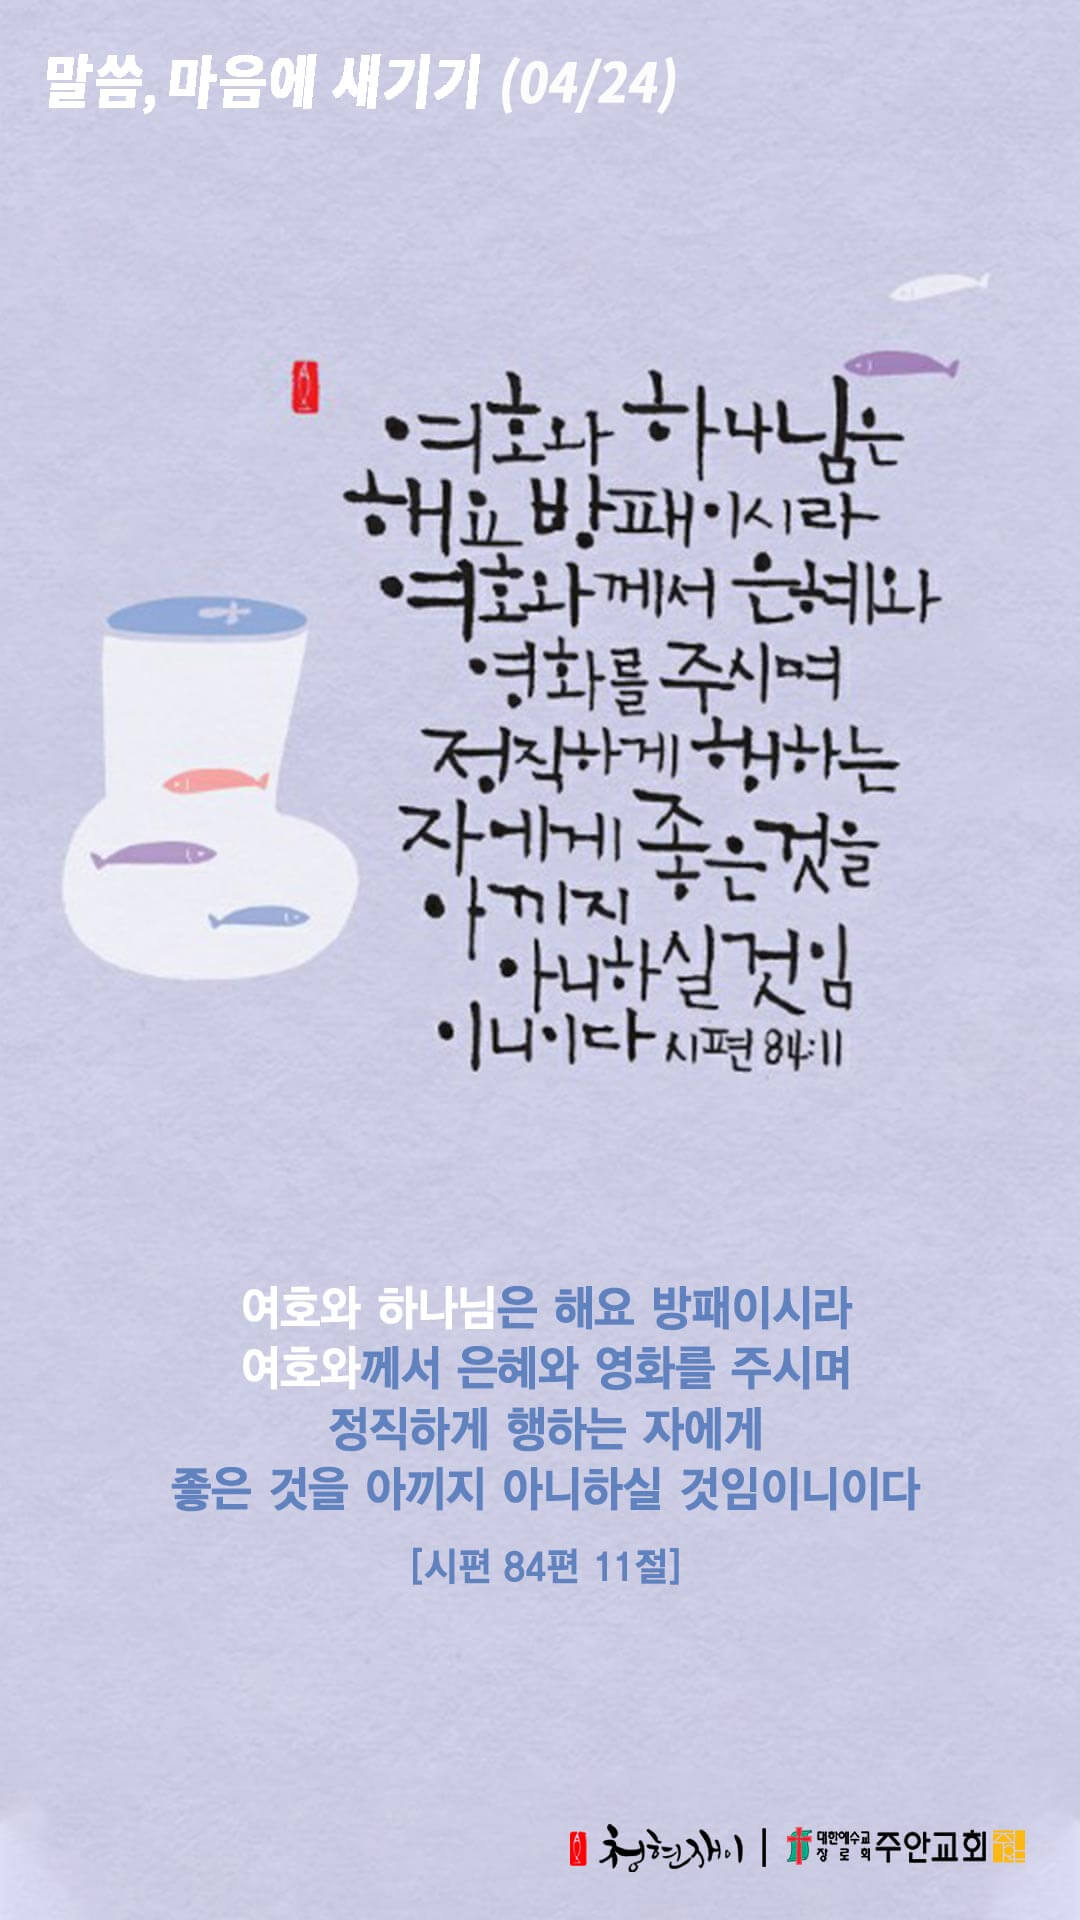 말씀, 마음에 새기기 (04/24)
여호와 하나님은
해요 방패이시라
여호와께서 은혜와
영화를 주시며
정직하게 행하는
자에게 좋은 것을
아끼지
아니하실 것임
이니이다 시편 84:11
여호와 하나님은 해요 방패이시라
여호와께서 은혜와 영화를 주시며
정직하게 행하는 자에게
좋은 것을 아끼지 아니하실 것임이니이다
[시편 84편 11절]
청현재이 | 대한예수교장로회 주안교회